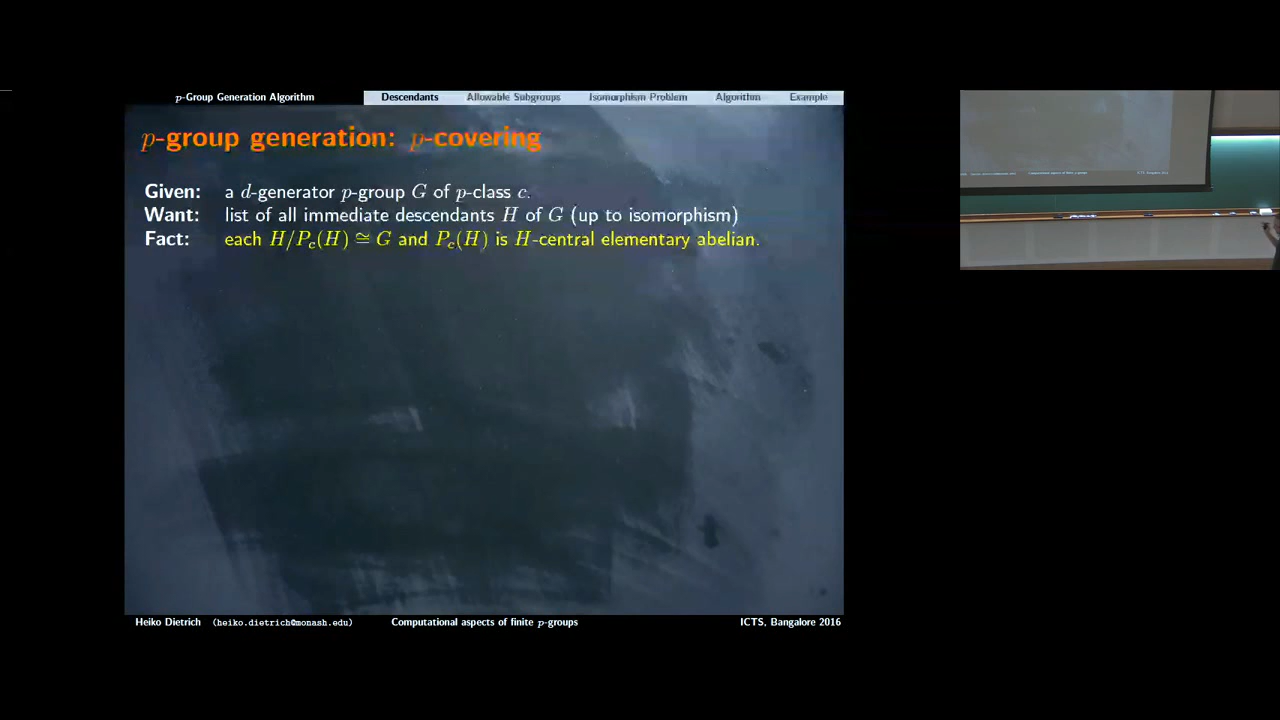 p-Group Generation Algorithm Descendants Allowable Subgroups Isomorphism Problem Algorithm Example
p-group generation: p-covering
Given: a d-generator p-group G of p-class c.
Want: list of all immediate descendants H of G (up to isomorphism)
Fact: each H/P_c(H) ≅ G and P_c(H) is H-central elementary abelian.
Heiko Dietrich (heiko.dietrich@monash.edu) Computational aspects of finite p-groups ICTS, Bangalore 2016